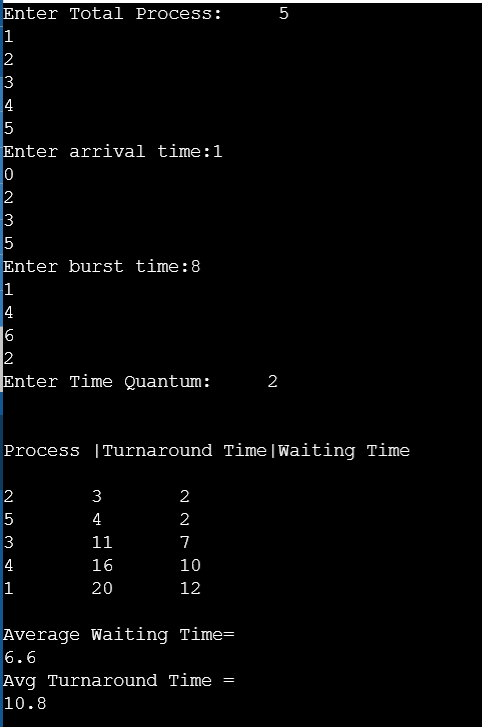 Enter Total Process:     5
1
2
3
4
5
Enter arrival time:1
0
2
3
5
Enter burst time:8
1
4
6
2
Enter Time Quantum:     2
Process |Turnaround Time|Waiting Time
2       3       2
5       4       2
3       11      7
4       16      10
1       20      12
Average Waiting Time=
6.6
Avg Turnaround Time =
10.8